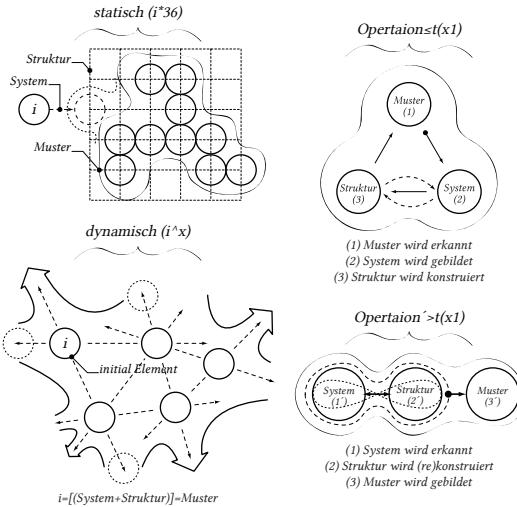 statisch (i*36)
Struktur
System
i
Muster
dynamisch (i^x)
i
initial Element
i=[(System+Struktur)]=Muster
Opertaion≤t(x1)
Muster
(1)
Struktur
(3)
System
(2)
(1) Muster wird erkannt
(2) System wird gebildet
(3) Struktur wird konstruiert
Opertaion´>t(x1)
System
(1´)
Struktur
(2´)
Muster
(3´)
(1) System wird erkannt
(2) Struktur wird (re)konstruiert
(3) Muster wird gebildet